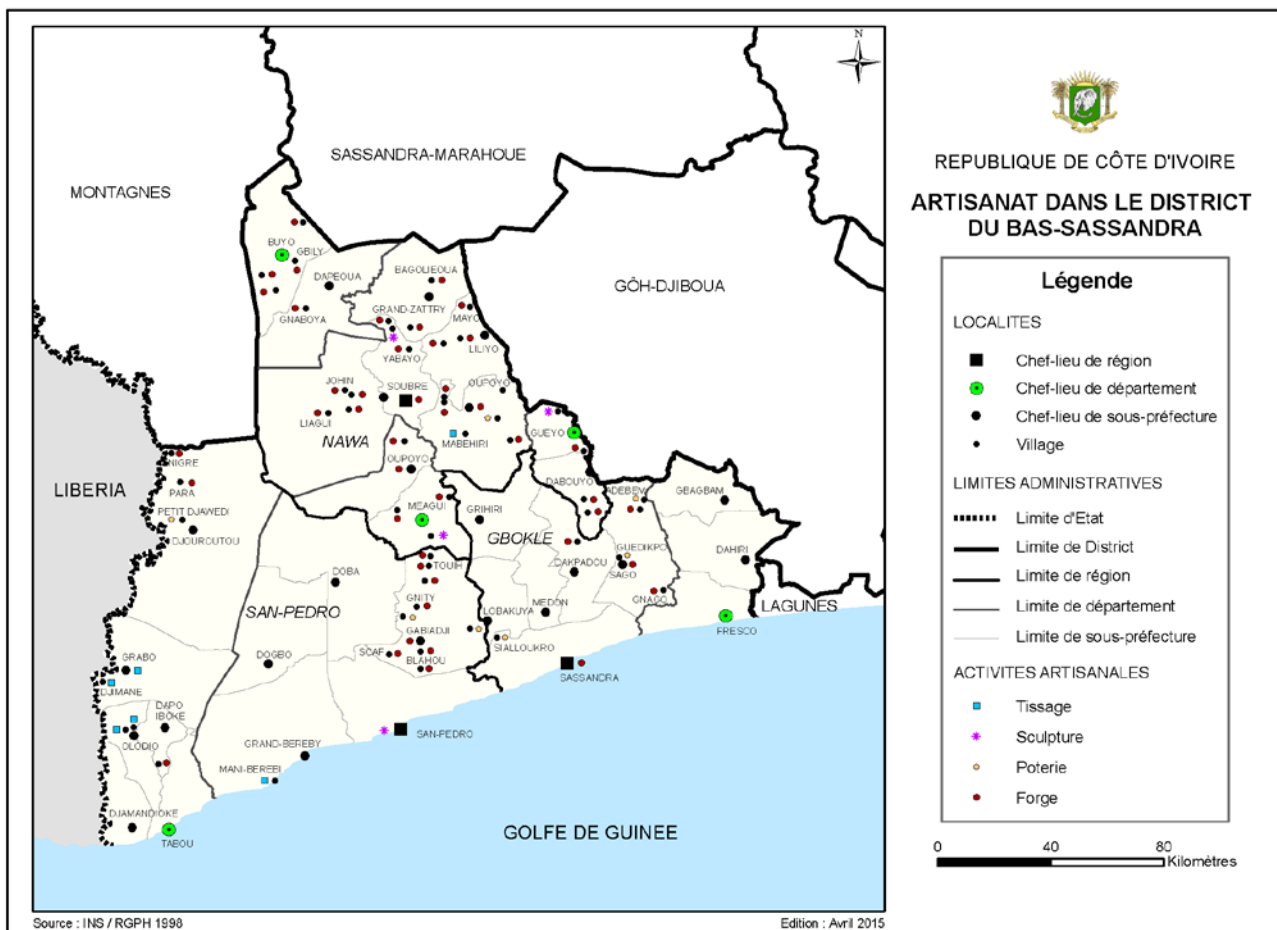 N
SASSANDRA-MARAHOUE
MONTAGNES
GÔH-DJIBOUA
BUYO
GBILY
DAPEOUA
BAGOLIEOUA
GRAND-ZATTRY
MAYO
GNABOYA
LILIYO
YABAYO
JOHIN
SOUBRE
OUPOYO
LIAGUI
NAWA
MABEHIRI
GUEYO
OUPOYO
NIGRE
LIBERIA
PARA
DABOUYO
ADEBEM
GBAGBAM
MEAGUI
PETIT DJAWEDI
GRIHIRI
DJOUROUTOU
GBOKLE
GUEDIKPO
DAHIRI
TOUIH
DOBA
DAKPADOU
SAGO
GNAGO
LAGUNES
GNITY
SAN-PEDRO
LOBAKUYA
MEDON
FRESCO
GABIADJI
SIALLOUKRO
SCAF
BLAHOU
GRABO
DOGBO
SASSANDRA
DJIMANE
DAPO
IBOKE
OLODIO
SAN-PEDRO
GRAND-BEREBY
MANI-BEREBI
DJAMANDIOKE
TABOU
GOLFE DE GUINEE
Source : INS / RGPH 1998
Edition : Avril 2015
REPUBLIQUE DE CÔTE D'IVOIRE
ARTISANAT DANS LE DISTRICT
DU BAS-SASSANDRA
Légende
LOCALITES
Chef-lieu de région
Chef-lieu de département
Chef-lieu de sous-préfecture
Village
LIMITES ADMINISTRATIVES
Limite d'Etat
Limite de District
Limite de région
Limite de département
Limite de sous-préfecture
ACTIVITES ARTISANALES
Tissage
Sculpture
Poterie
Forge
0 40 80
Kilomètres